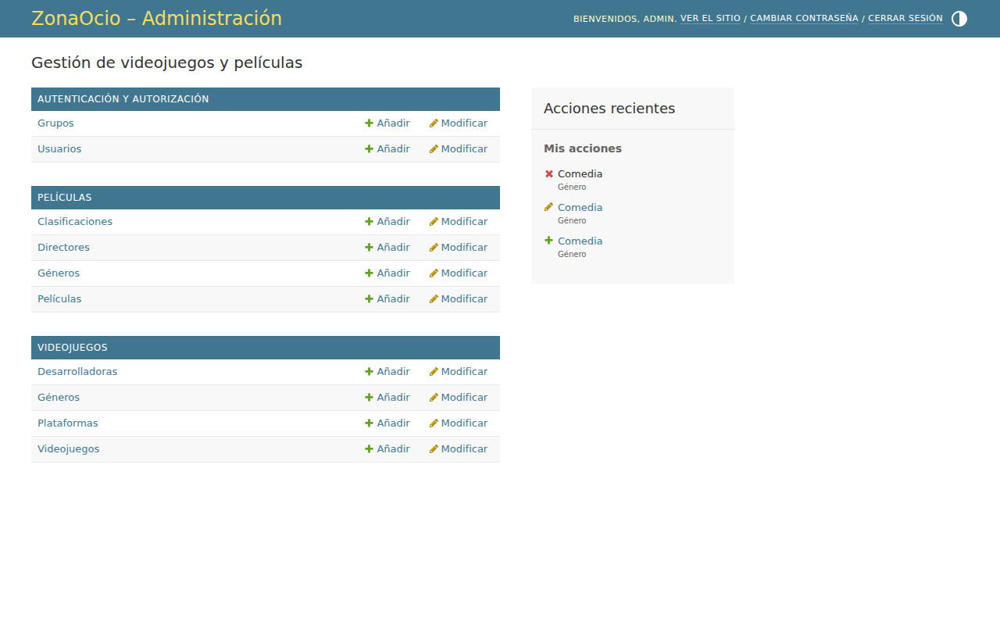 ZonaOcio – Administración
BIENVENIDOS, ADMIN. VER EL SITIO / CAMBIAR CONTRASEÑA / CERRAR SESIÓN
Gestión de videojuegos y películas
AUTENTICACIÓN Y AUTORIZACIÓN
Grupos Añadir Modificar
Usuarios Añadir Modificar
PELÍCULAS
Clasificaciones Añadir Modificar
Directores Añadir Modificar
Géneros Añadir Modificar
Películas Añadir Modificar
VIDEOJUEGOS
Desarrolladoras Añadir Modificar
Géneros Añadir Modificar
Plataformas Añadir Modificar
Videojuegos Añadir Modificar
Acciones recientes
Mis acciones
Comedia
Género
Comedia
Género
Comedia
Género